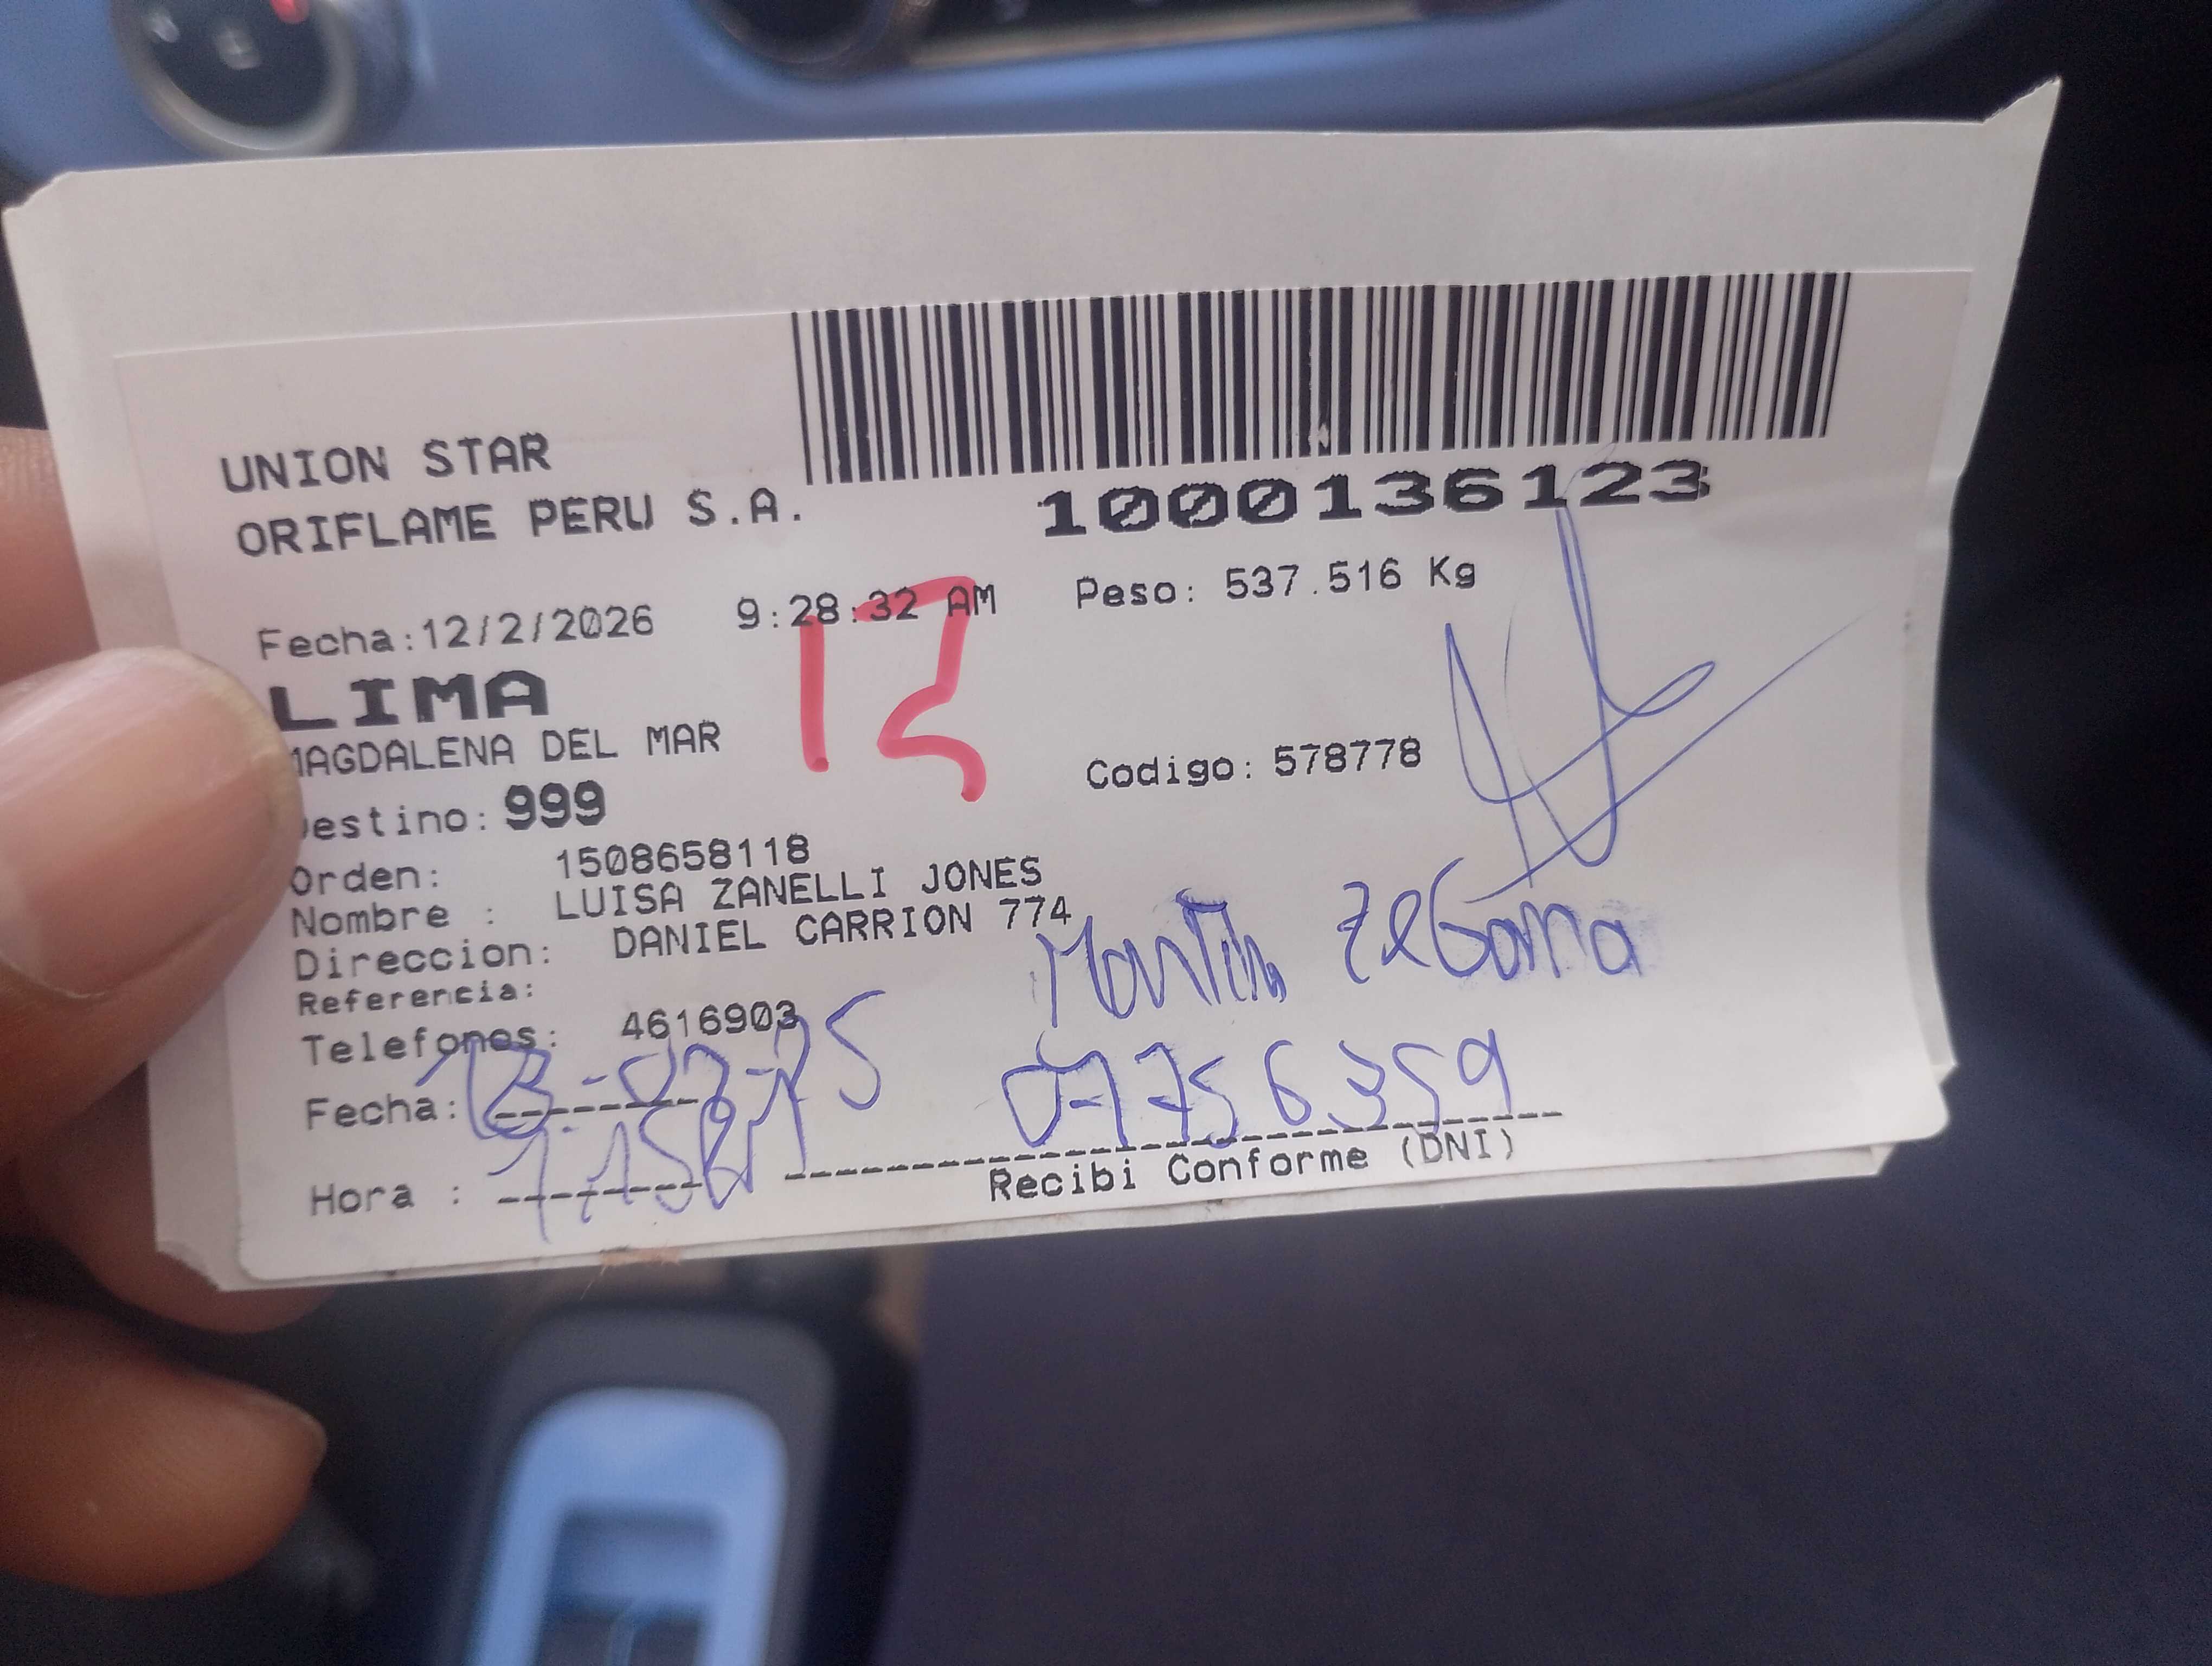 UNION STAR
ORIFLAME PERU S.A.
1000136123
Fecha:12/2/2026 9:28:32 AM Peso: 537.516 Kg
12
LIMA
MAGDALENA DEL MAR
Codigo: 578778
Destino: 999
Orden: 1508658118
Nombre : LUISA ZANELLI JONES
Direccion: DANIEL CARRION 774
Referencia:
Martin
Telefonos: 4616903
Fecha:
07756359
Hora :
Recibi Conforme (DNI)